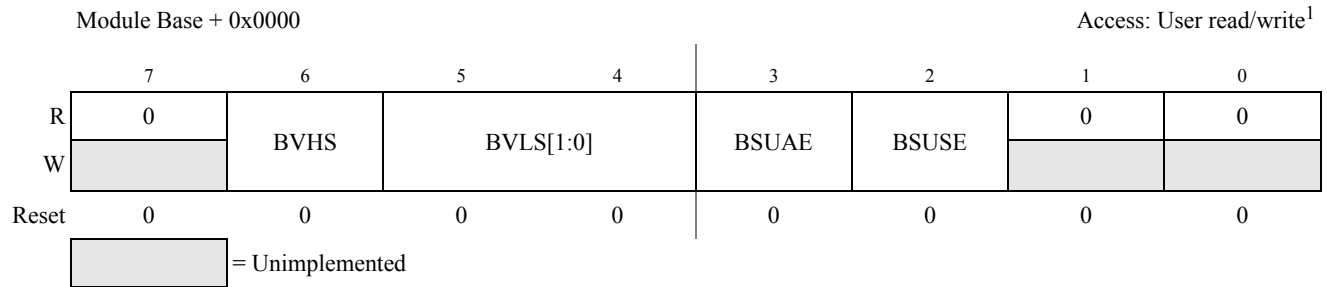 Module Base + 0x0000 Access: User read/write1
7 6 5 4 3 2 1 0
R 0 BVHS BVLS[1:0] BSUAE BSUSE 0 0
W
Reset 0 0 0 0 0 0 0 0
= Unimplemented